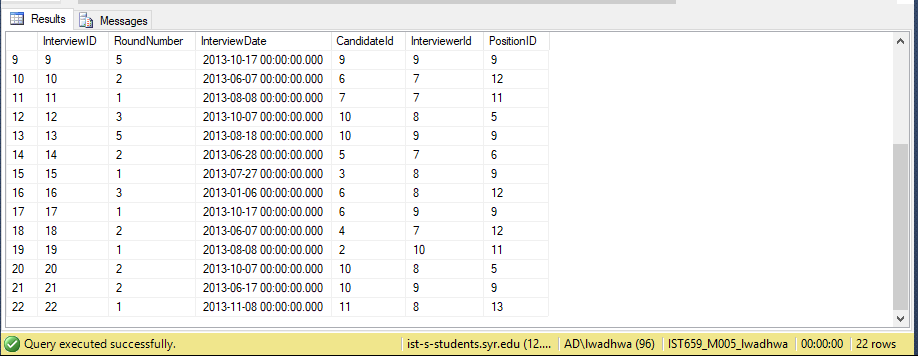 Results Messages
InterviewID RoundNumber InterviewDate CandidateId InterviewerId PositionID
9 9 5 2013-10-17 00:00:00.000 9 9 9
10 10 2 2013-06-07 00:00:00.000 6 7 12
11 11 1 2013-08-08 00:00:00.000 7 7 11
12 12 3 2013-10-07 00:00:00.000 10 8 5
13 13 5 2013-08-18 00:00:00.000 10 9 9
14 14 2 2013-06-28 00:00:00.000 5 7 6
15 15 1 2013-07-27 00:00:00.000 3 8 9
16 16 3 2013-01-06 00:00:00.000 6 8 12
17 17 1 2013-10-17 00:00:00.000 6 9 9
18 18 2 2013-06-07 00:00:00.000 4 7 12
19 19 1 2013-08-08 00:00:00.000 2 10 11
20 20 2 2013-10-07 00:00:00.000 10 8 5
21 21 2 2013-06-17 00:00:00.000 10 9 9
22 22 1 2013-11-08 00:00:00.000 11 8 13
Query executed successfully. ist-s-students.syr.edu (12.... AD\lwadhwa (96) IST659_M005_lwadhwa 00:00:00 22 rows